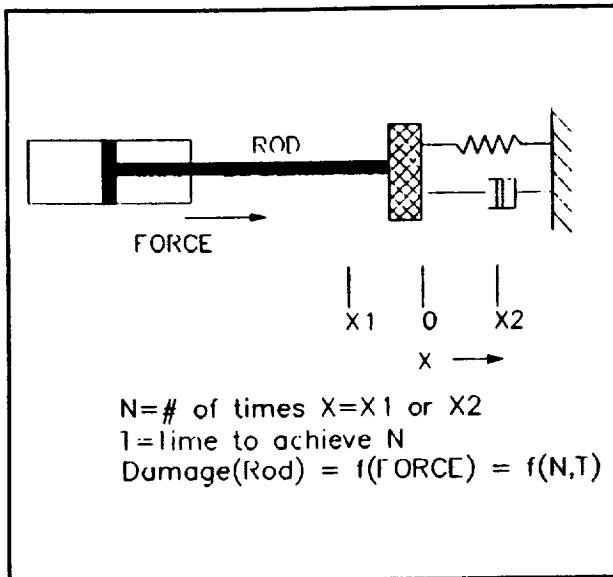 ROD
FORCE
X1 0 X2
X
N=# of times X=X1 or X2
T=Time to achieve N
Damage(Rod) = f(FORCE) = f(N,T)